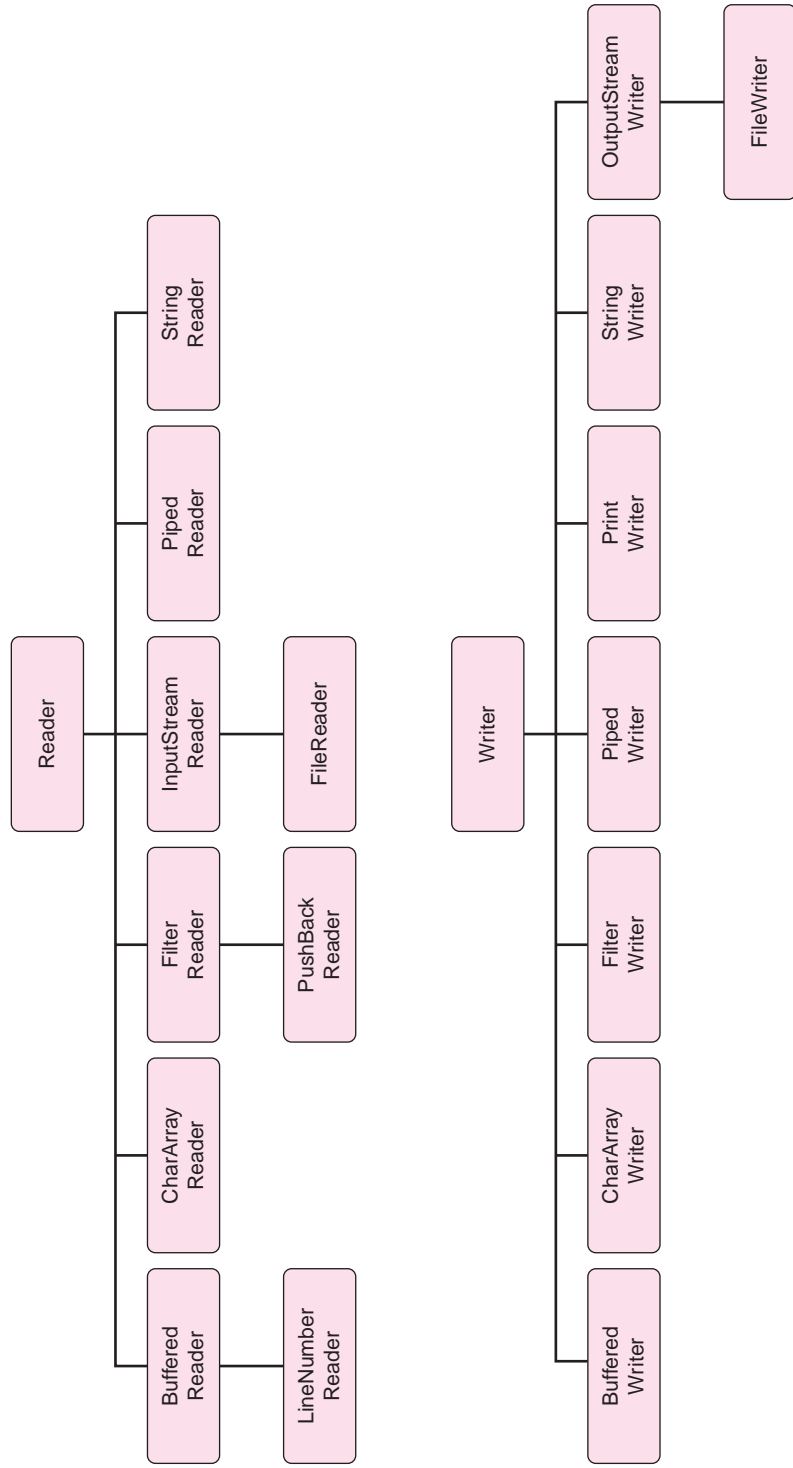 Reader
Buffered
Reader
CharArray
Reader
Filter
Reader
InputStream
Reader
Piped
Reader
String
Reader
LineNumber
Reader
PushBack
Reader
FileReader
Writer
Buffered
Writer
CharArray
Writer
Filter
Writer
Piped
Writer
Print
Writer
String
Writer
OutputStream
Writer
FileWriter